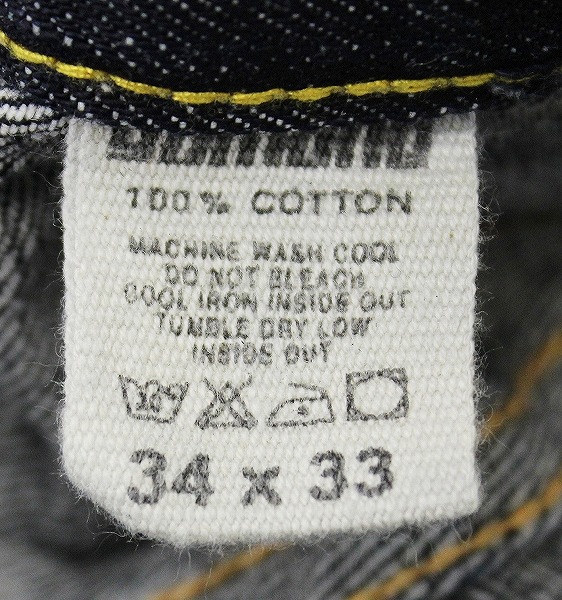 100% COTTON
MACHINE WASH COOL
DO NOT BLEACH
COOL IRON INSIDE OUT
TUMBLE DRY LOW
INSIDE OUT
34 x 33